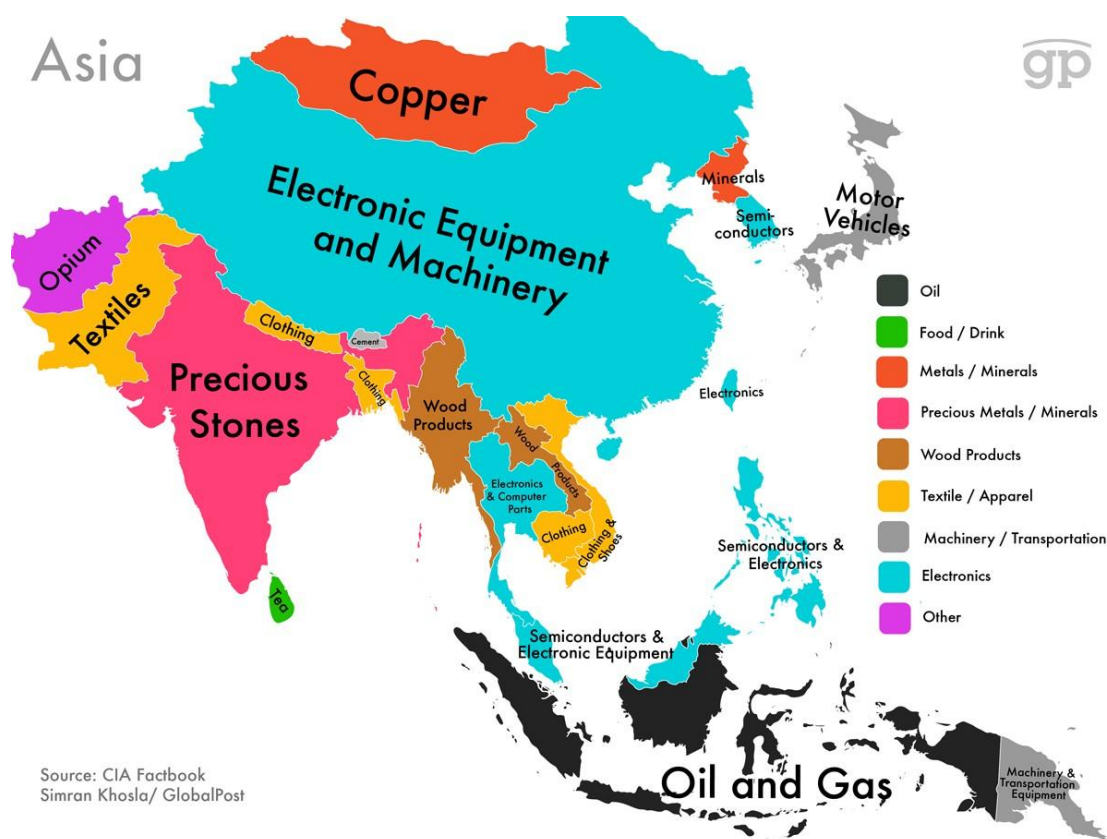 Asia
gp
Copper
Electronic Equipment
and Machinery
Minerals
Semi-
conductors
Motor
Vehicles
Opium
Textiles
Clothing
Cement
Clothing
Precious
Stones
Wood
Products
Wood
Products
Electronics
Electronics
& Computer
Parts
Clothing
Clothing &
Shoes
Semiconductors &
Electronics
Tea
Semiconductors &
Electronic Equipment
Oil and Gas
Machinery &
Transportation
Equipment
Oil
Food / Drink
Metals / Minerals
Precious Metals / Minerals
Wood Products
Textile / Apparel
Machinery / Transportation
Electronics
Other
Source: CIA Factbook
Simran Khosla/ GlobalPost